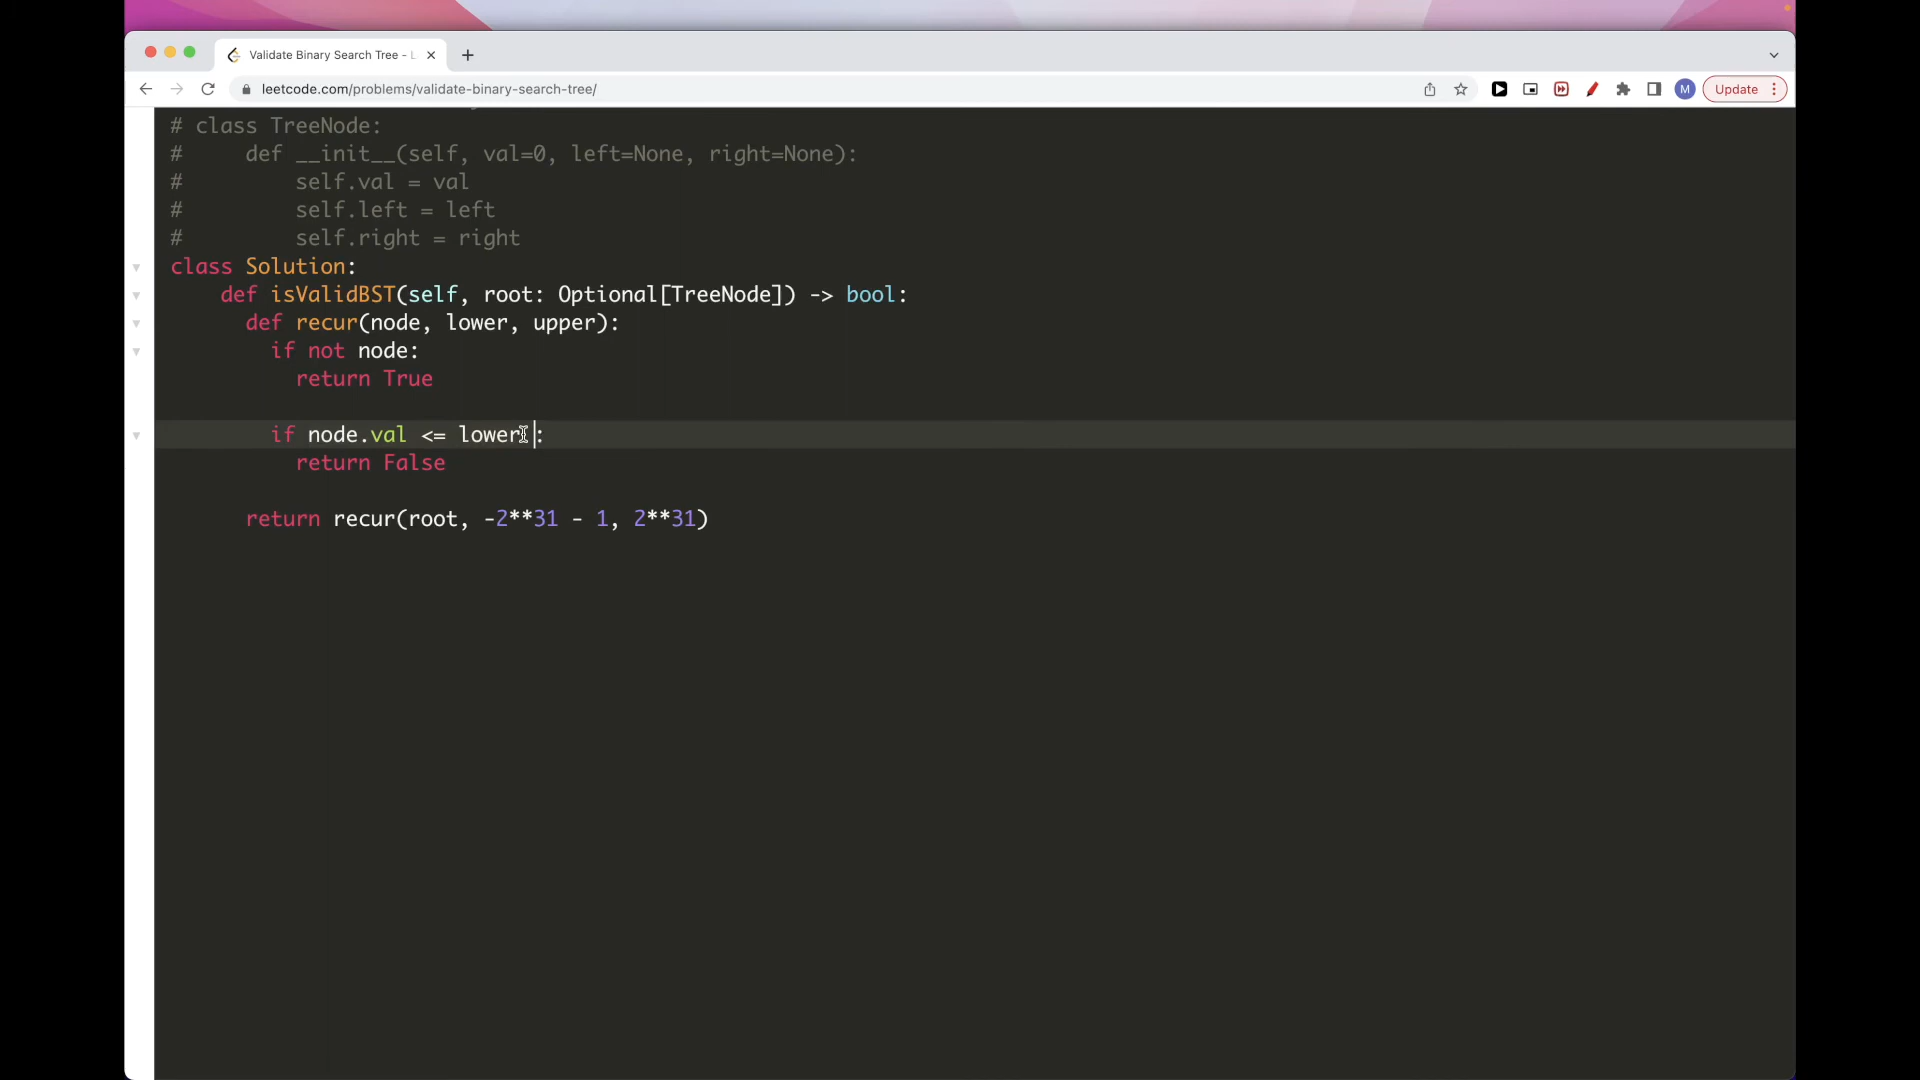 Validate Binary Search Tree - L
leetcode.com/problems/validate-binary-search-tree/
M
Update
# class TreeNode:
#     def __init__(self, val=0, left=None, right=None):
#         self.val = val
#         self.left = left
#         self.right = right
class Solution:
    def isValidBST(self, root: Optional[TreeNode]) -> bool:
      def recur(node, lower, upper):
        if not node:
          return True
        if node.val <= lower :
          return False
      return recur(root, -2**31 - 1, 2**31)